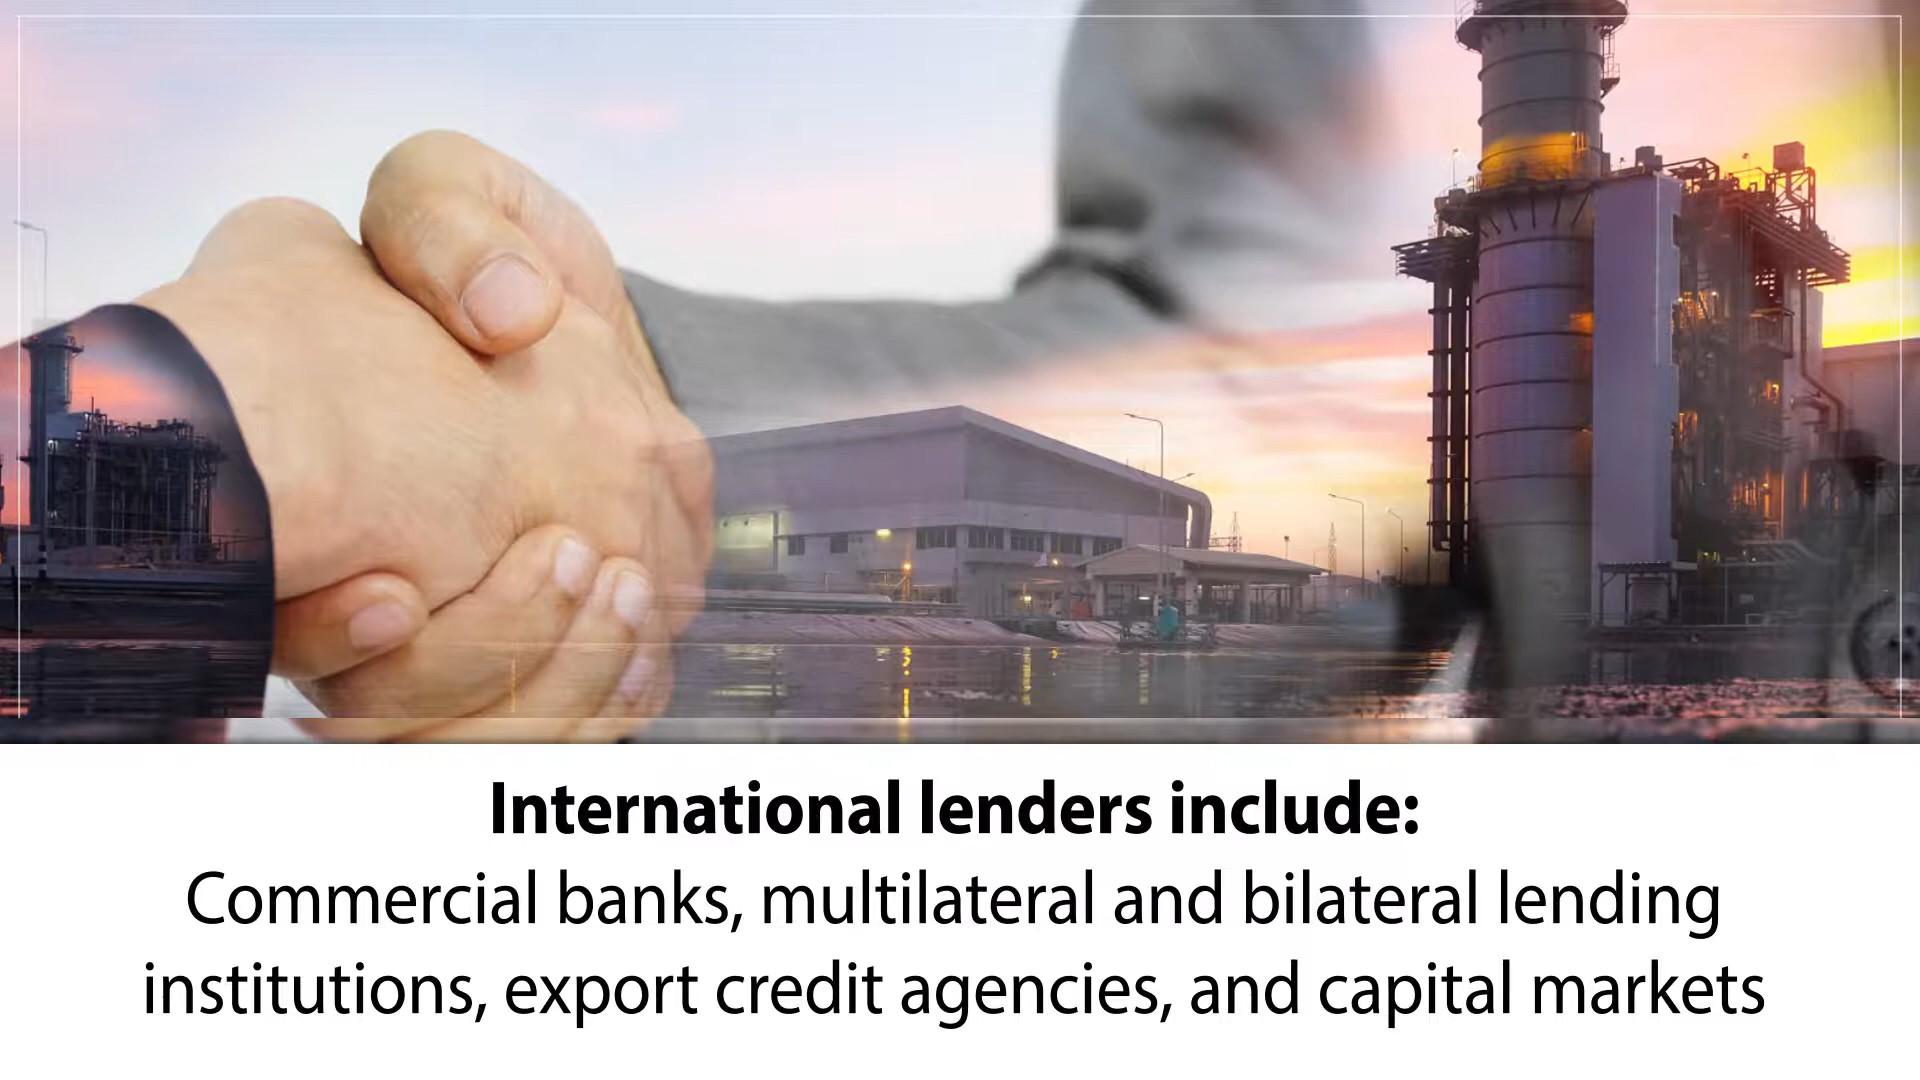 International lenders include:
Commercial banks, multilateral and bilateral lending
institutions, export credit agencies, and capital markets